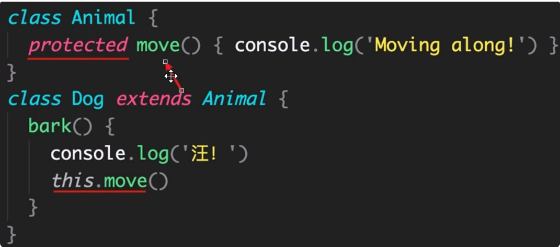 class Animal {
  protected move() { console.log('Moving along!') }
}
class Dog extends Animal {
  bark() {
    console.log('汪! ')
    this.move()
  }
}